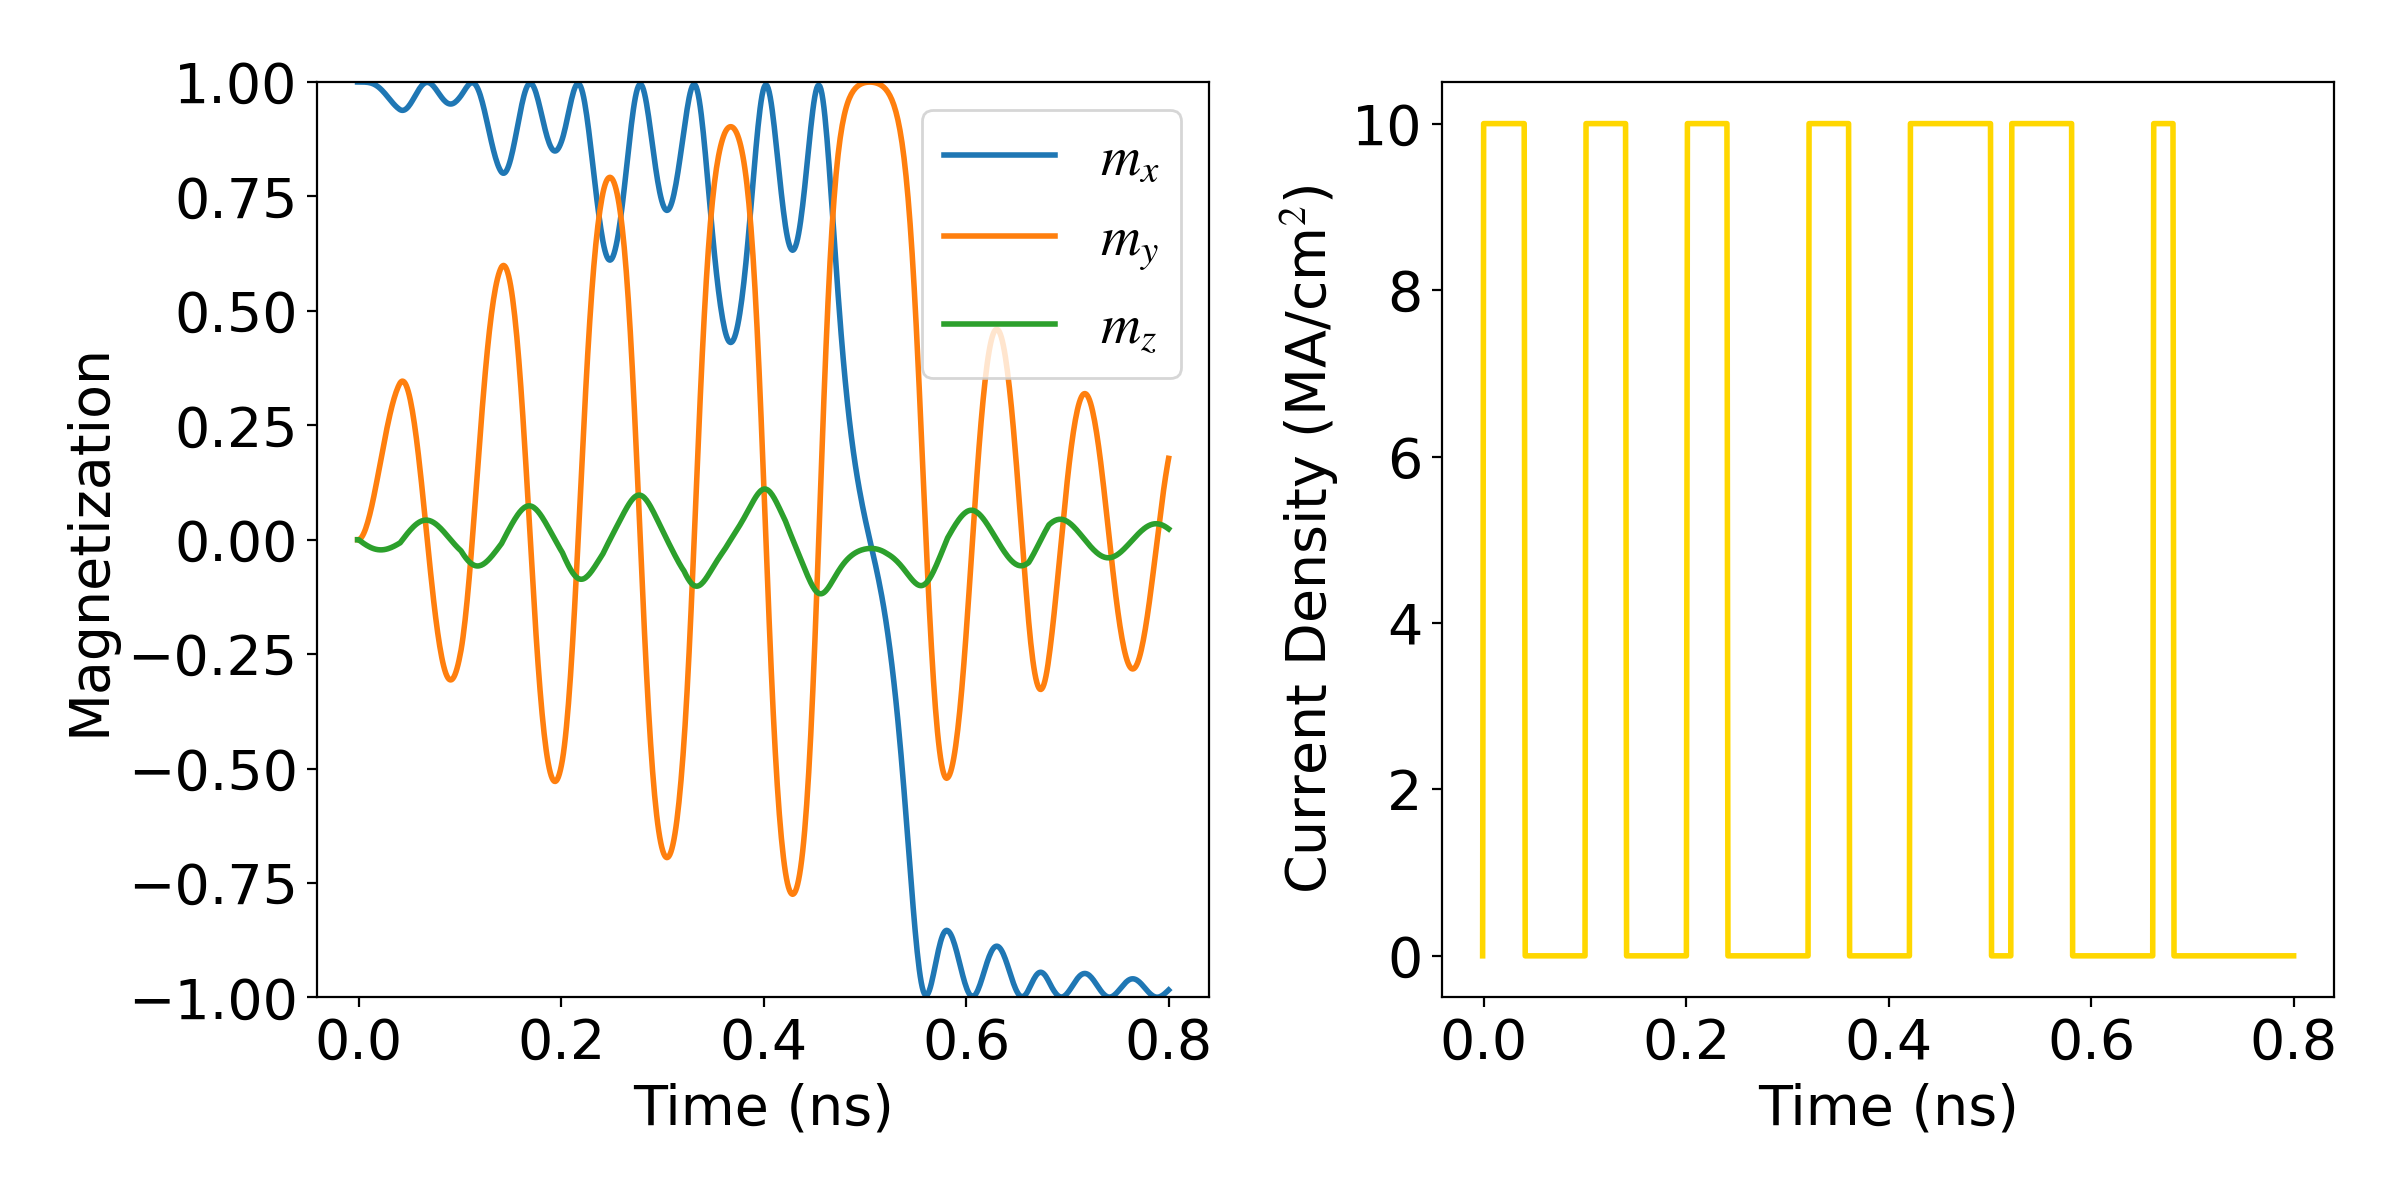 1.00
0.75
0.50
0.25
0.00
−0.25
−0.50
−0.75
−1.00
Magnetization
0.0 0.2 0.4 0.6 0.8
Time (ns)
m_x
m_y
m_z
10
8
6
4
2
0
Current Density (MA/cm²)
0.0 0.2 0.4 0.6 0.8
Time (ns)